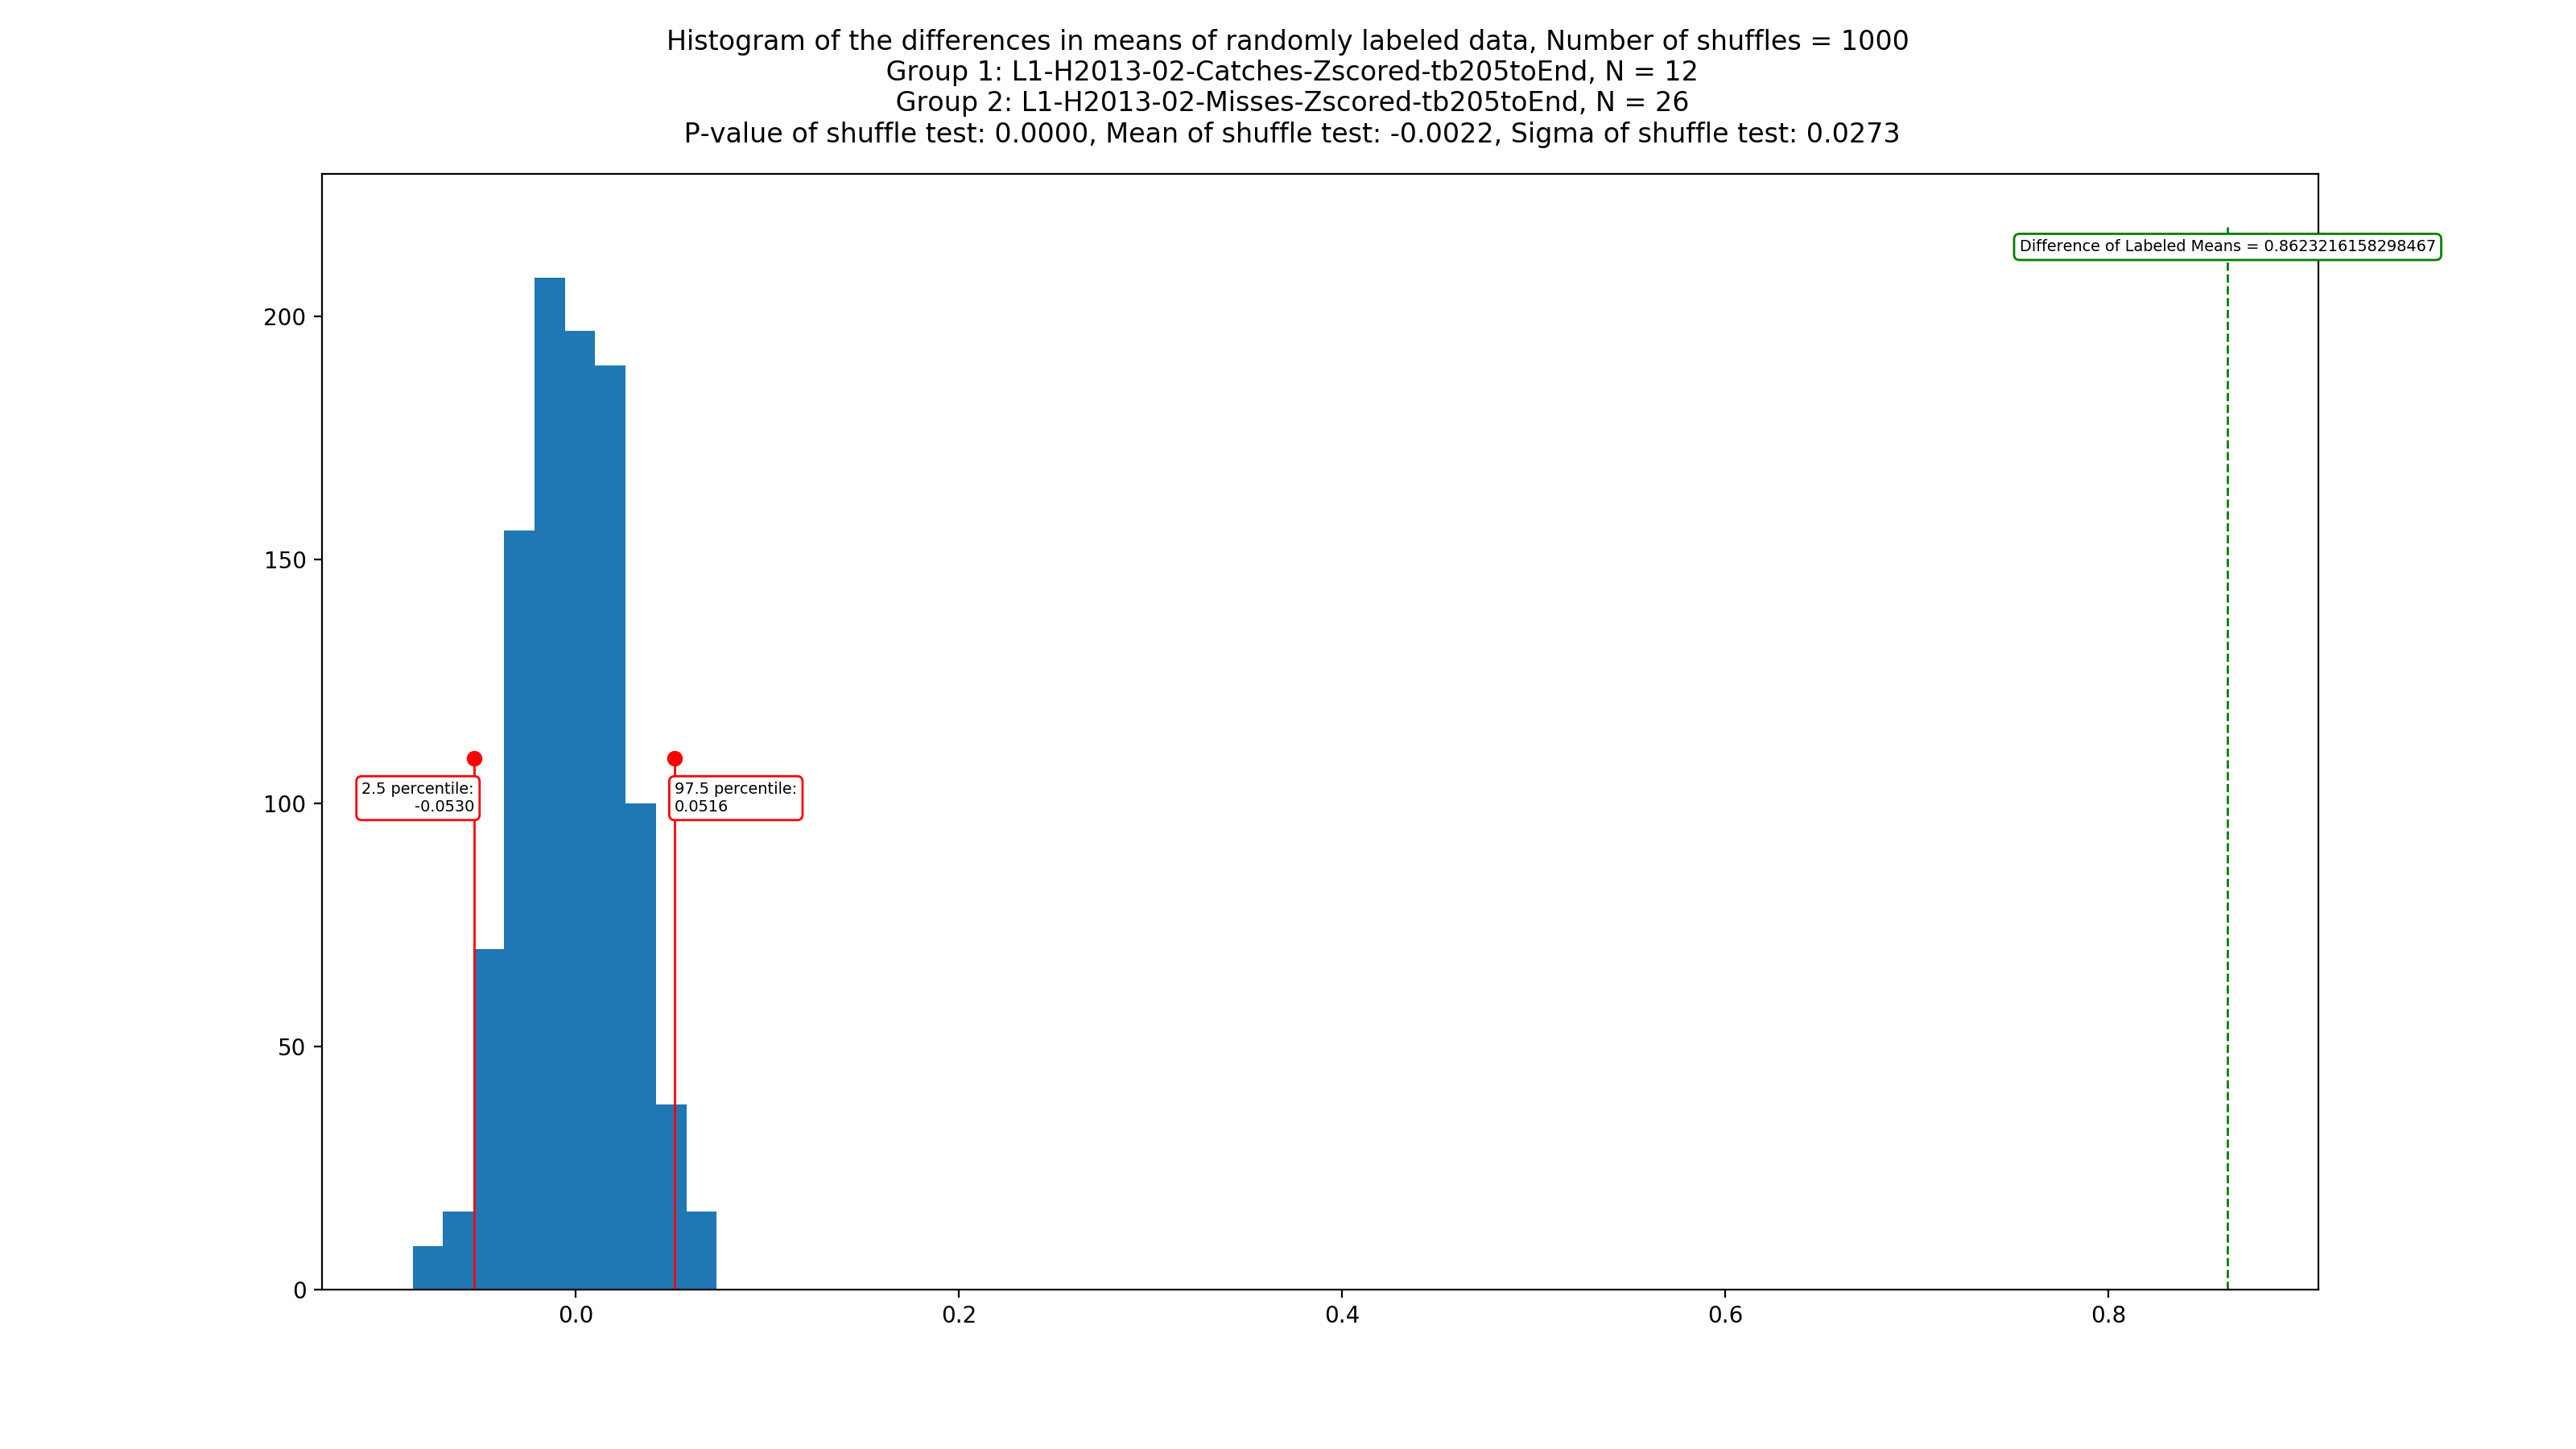 Histogram of the differences in means of randomly labeled data, Number of shuffles = 1000
Group 1: L1-H2013-02-Catches-Zscored-tb205toEnd, N = 12
Group 2: L1-H2013-02-Misses-Zscored-tb205toEnd, N = 26
P-value of shuffle test: 0.0000, Mean of shuffle test: -0.0022, Sigma of shuffle test: 0.0273
Difference of Labeled Means = 0.8623216158298467
200
150
100
50
0
2.5 percentile:
-0.0530
97.5 percentile:
0.0516
0.0
0.2
0.4
0.6
0.8